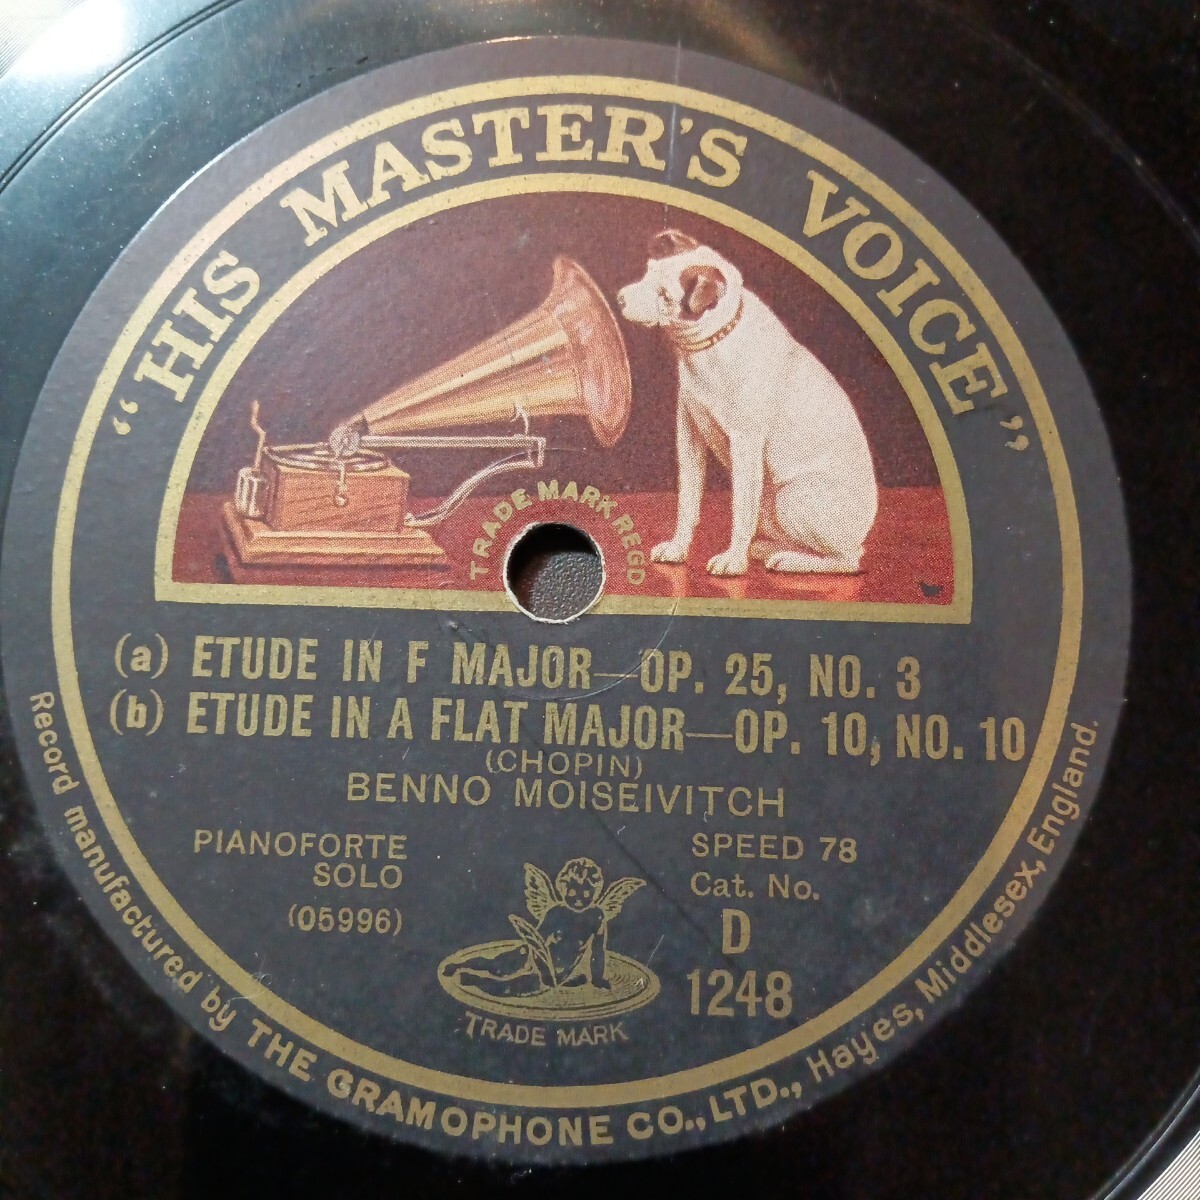 "HIS MASTER'S VOICE"
TRADE MARK REGD
(a) ETUDE IN F MAJOR—OP. 25, NO. 3
(b) ETUDE IN A FLAT MAJOR—OP. 10, NO. 10
(CHOPIN)
BENNO MOISEIVITCH
PIANOFORTE
SOLO
(05996)
SPEED 78
Cat. No.
D
1248
TRADE MARK
Record manufactured by THE GRAMOPHONE CO., LTD., Hayes, Middlesex, England.